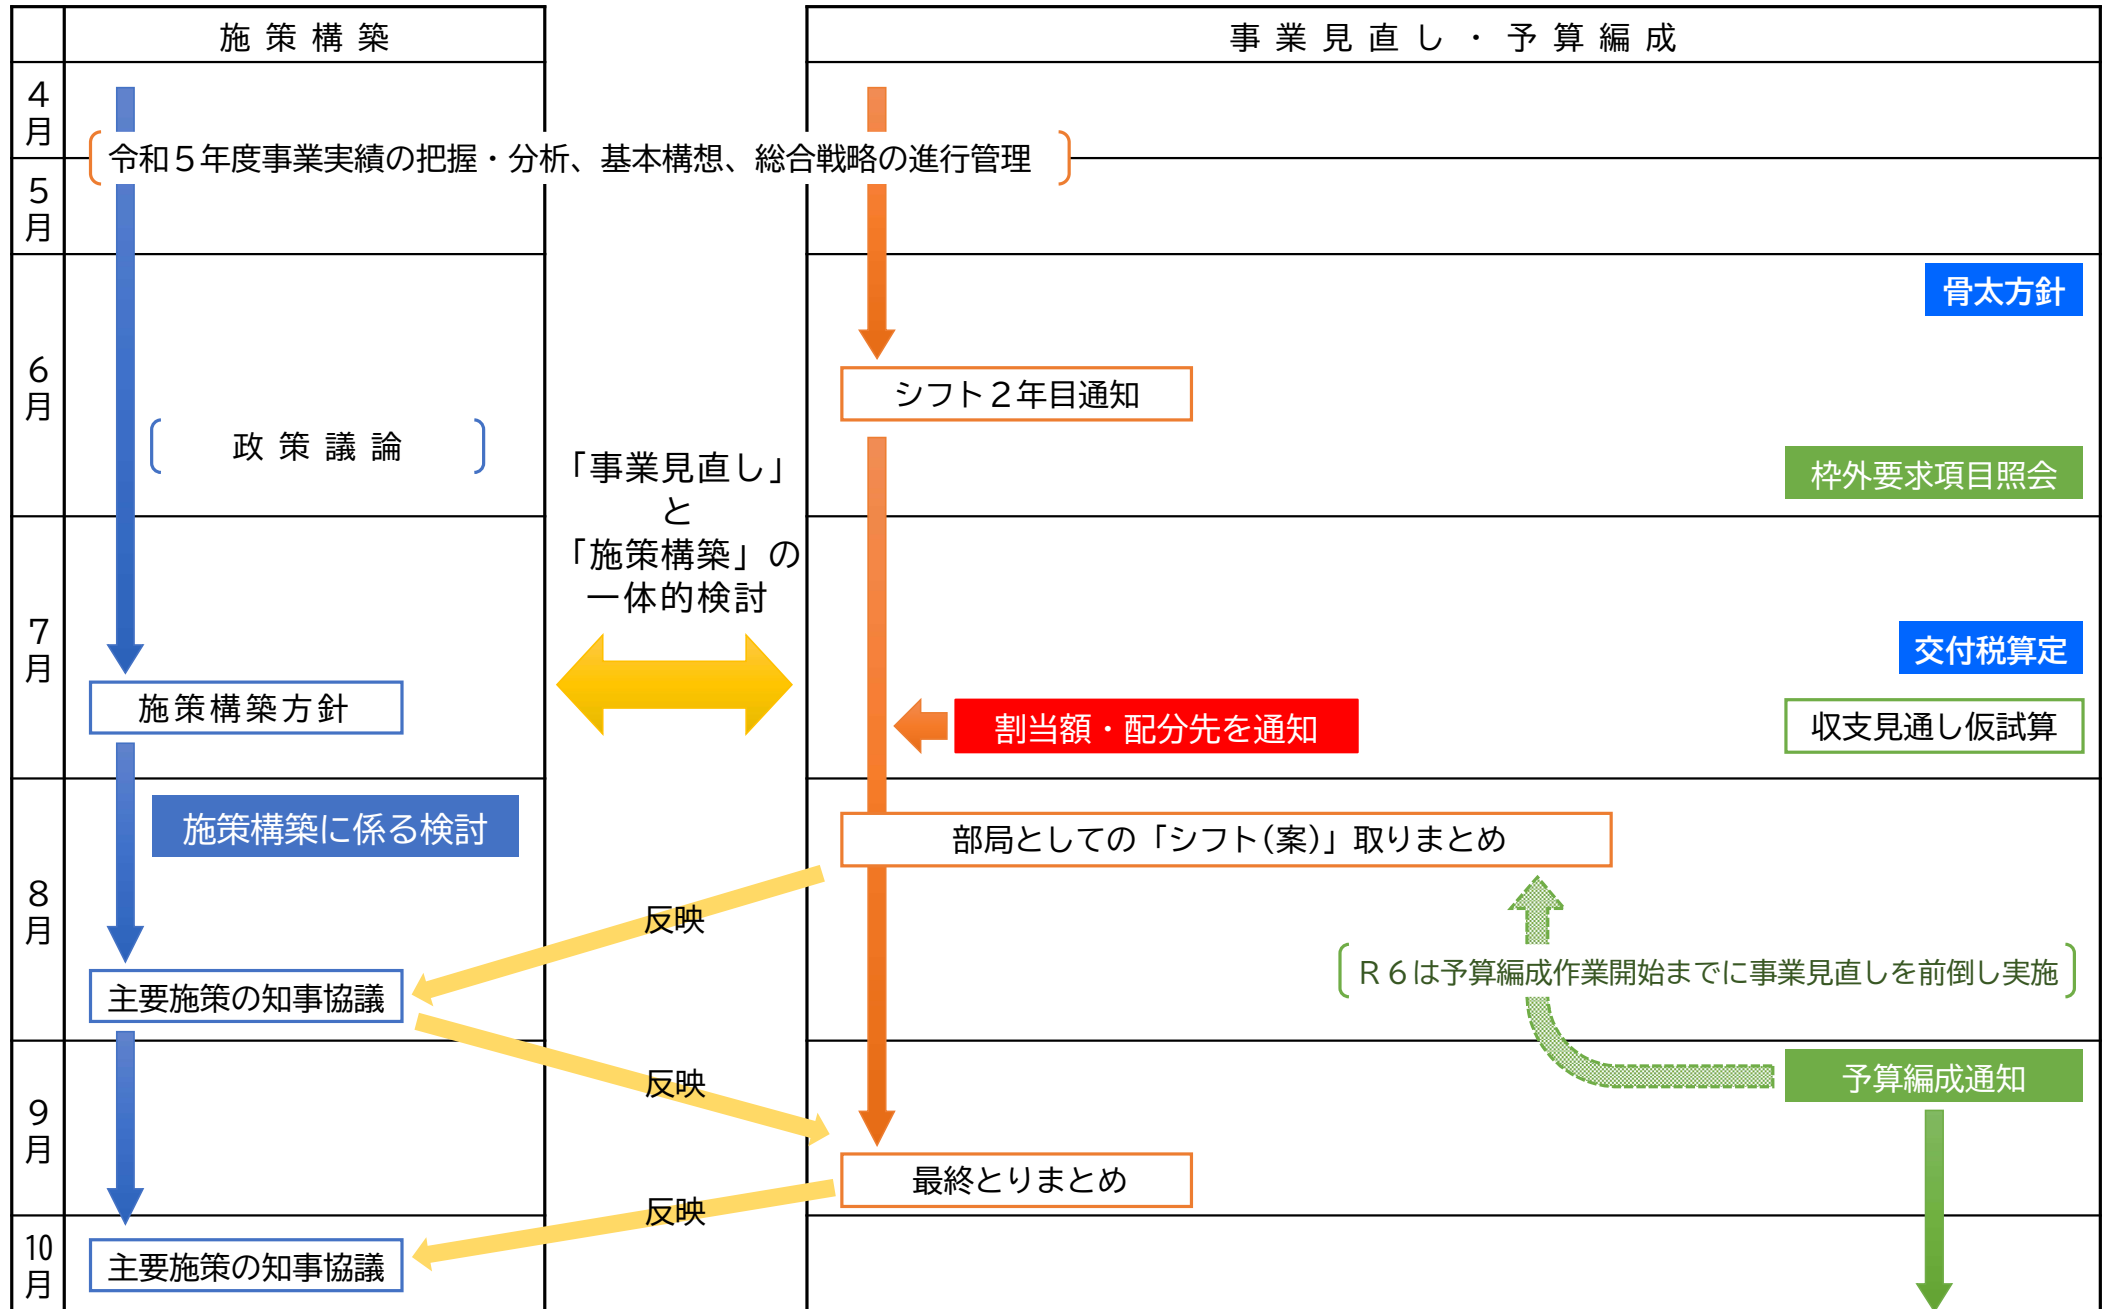 施策構築
事業見直し・予算編成
4
月
令和５年度事業実績の把握・分析、基本構想、総合戦略の進行管理
5
月
6
月
骨太方針
シフト２年目通知
政策議論
枠外要求項目照会
「事業見直し」
と
「施策構築」の
一体的検討
7
月
交付税算定
施策構築方針
割当額・配分先を通知
収支見通し仮試算
8
月
施策構築に係る検討
部局としての「シフト(案)」取りまとめ
反映
Ｒ６は予算編成作業開始までに事業見直しを前倒し実施
主要施策の知事協議
9
月
反映
予算編成通知
最終とりまとめ
反映
10
月
主要施策の知事協議